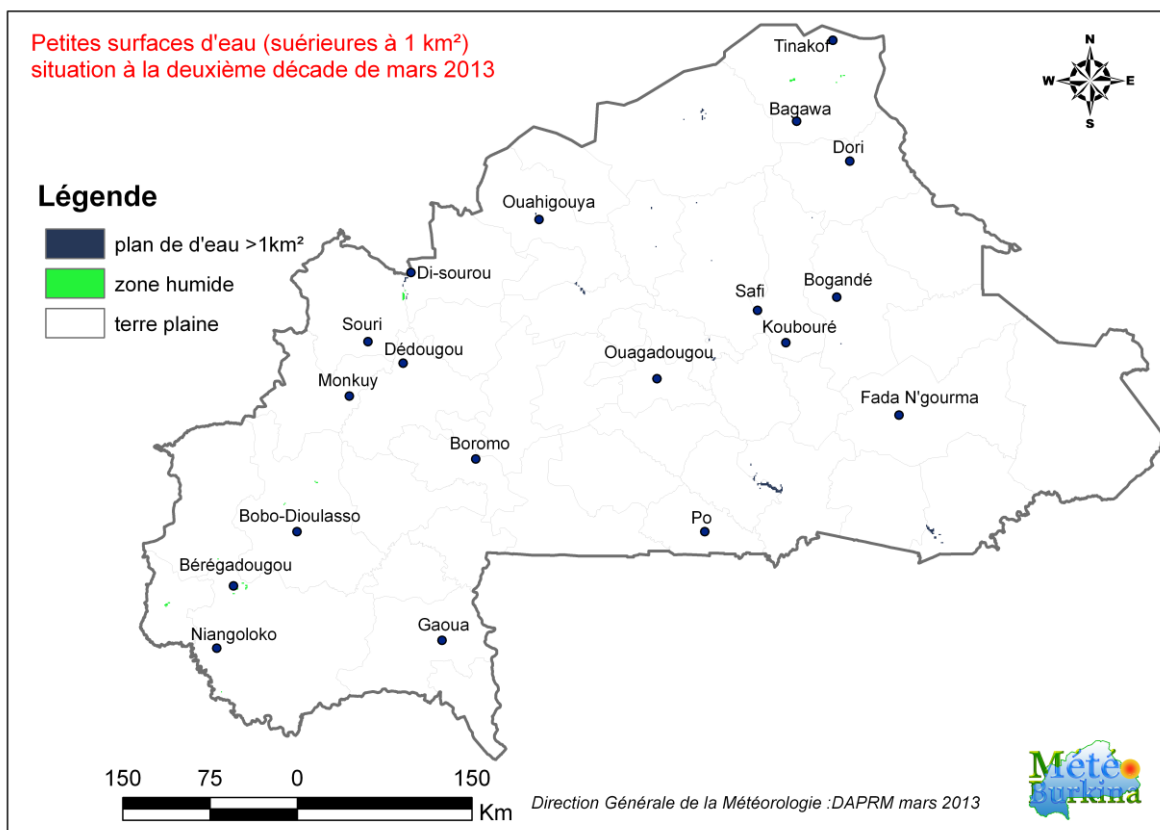 Petites surfaces d'eau (suérieures à 1 km²)
situation à la deuxième décade de mars 2013
N
W
E
S
Tinakof
Bagawa
Dori
Légende
plan de d'eau >1km²
zone humide
terre plaine
Ouahigouya
Di-sourou
Safi
Bogandé
Souri
Koubouré
Dédougou
Ouagadougou
Monkuy
Fada N'gourma
Boromo
Bobo-Dioulasso
Po
Bérégadougou
Niangoloko
Gaoua
150 75 0 150
Km
Direction Générale de la Météorologie :DAPRM mars 2013
Météo
Burkina